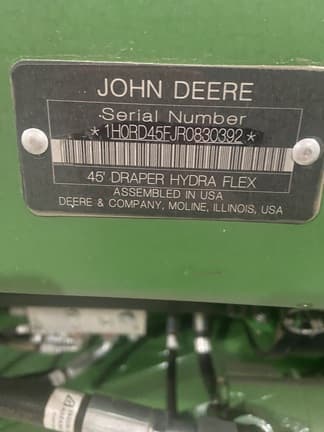 JOHN DEERE
Serial Number
*1H0RD45FJR0830392*
45' DRAPER HYDRA FLEX
ASSEMBLED IN USA
DEERE & COMPANY, MOLINE, ILLINOIS, USA